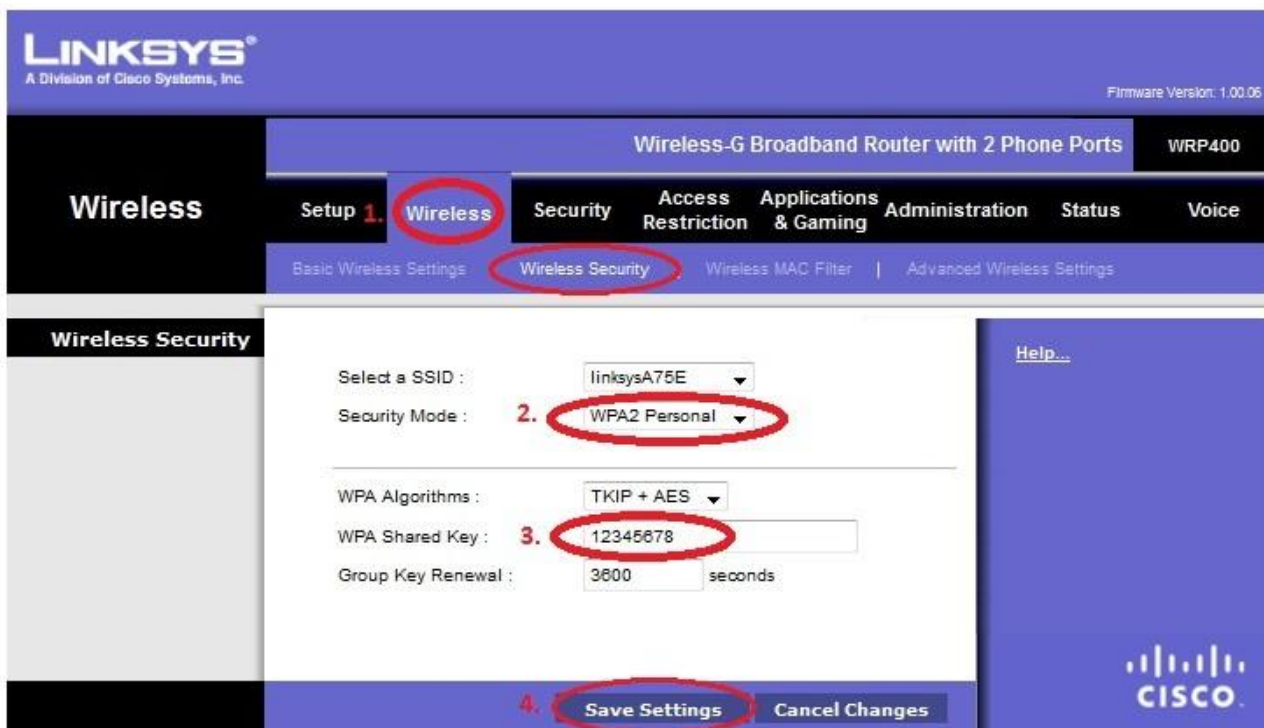 LINKSYS®
A Division of Cisco Systems, Inc.
Firmware Version: 1.00.06
Wireless-G Broadband Router with 2 Phone Ports WRP400
Wireless
Setup 1. Wireless Security Access Restriction Applications & Gaming Administration Status Voice
Basic Wireless Settings Wireless Security | Wireless MAC Filter | Advanced Wireless Settings
Wireless Security
Help...
Select a SSID : linksysA75E
Security Mode : 2. WPA2 Personal
WPA Algorithms : TKIP + AES
WPA Shared Key : 3. 12345678
Group Key Renewal : 3600 seconds
4. Save Settings Cancel Changes
CISCO.